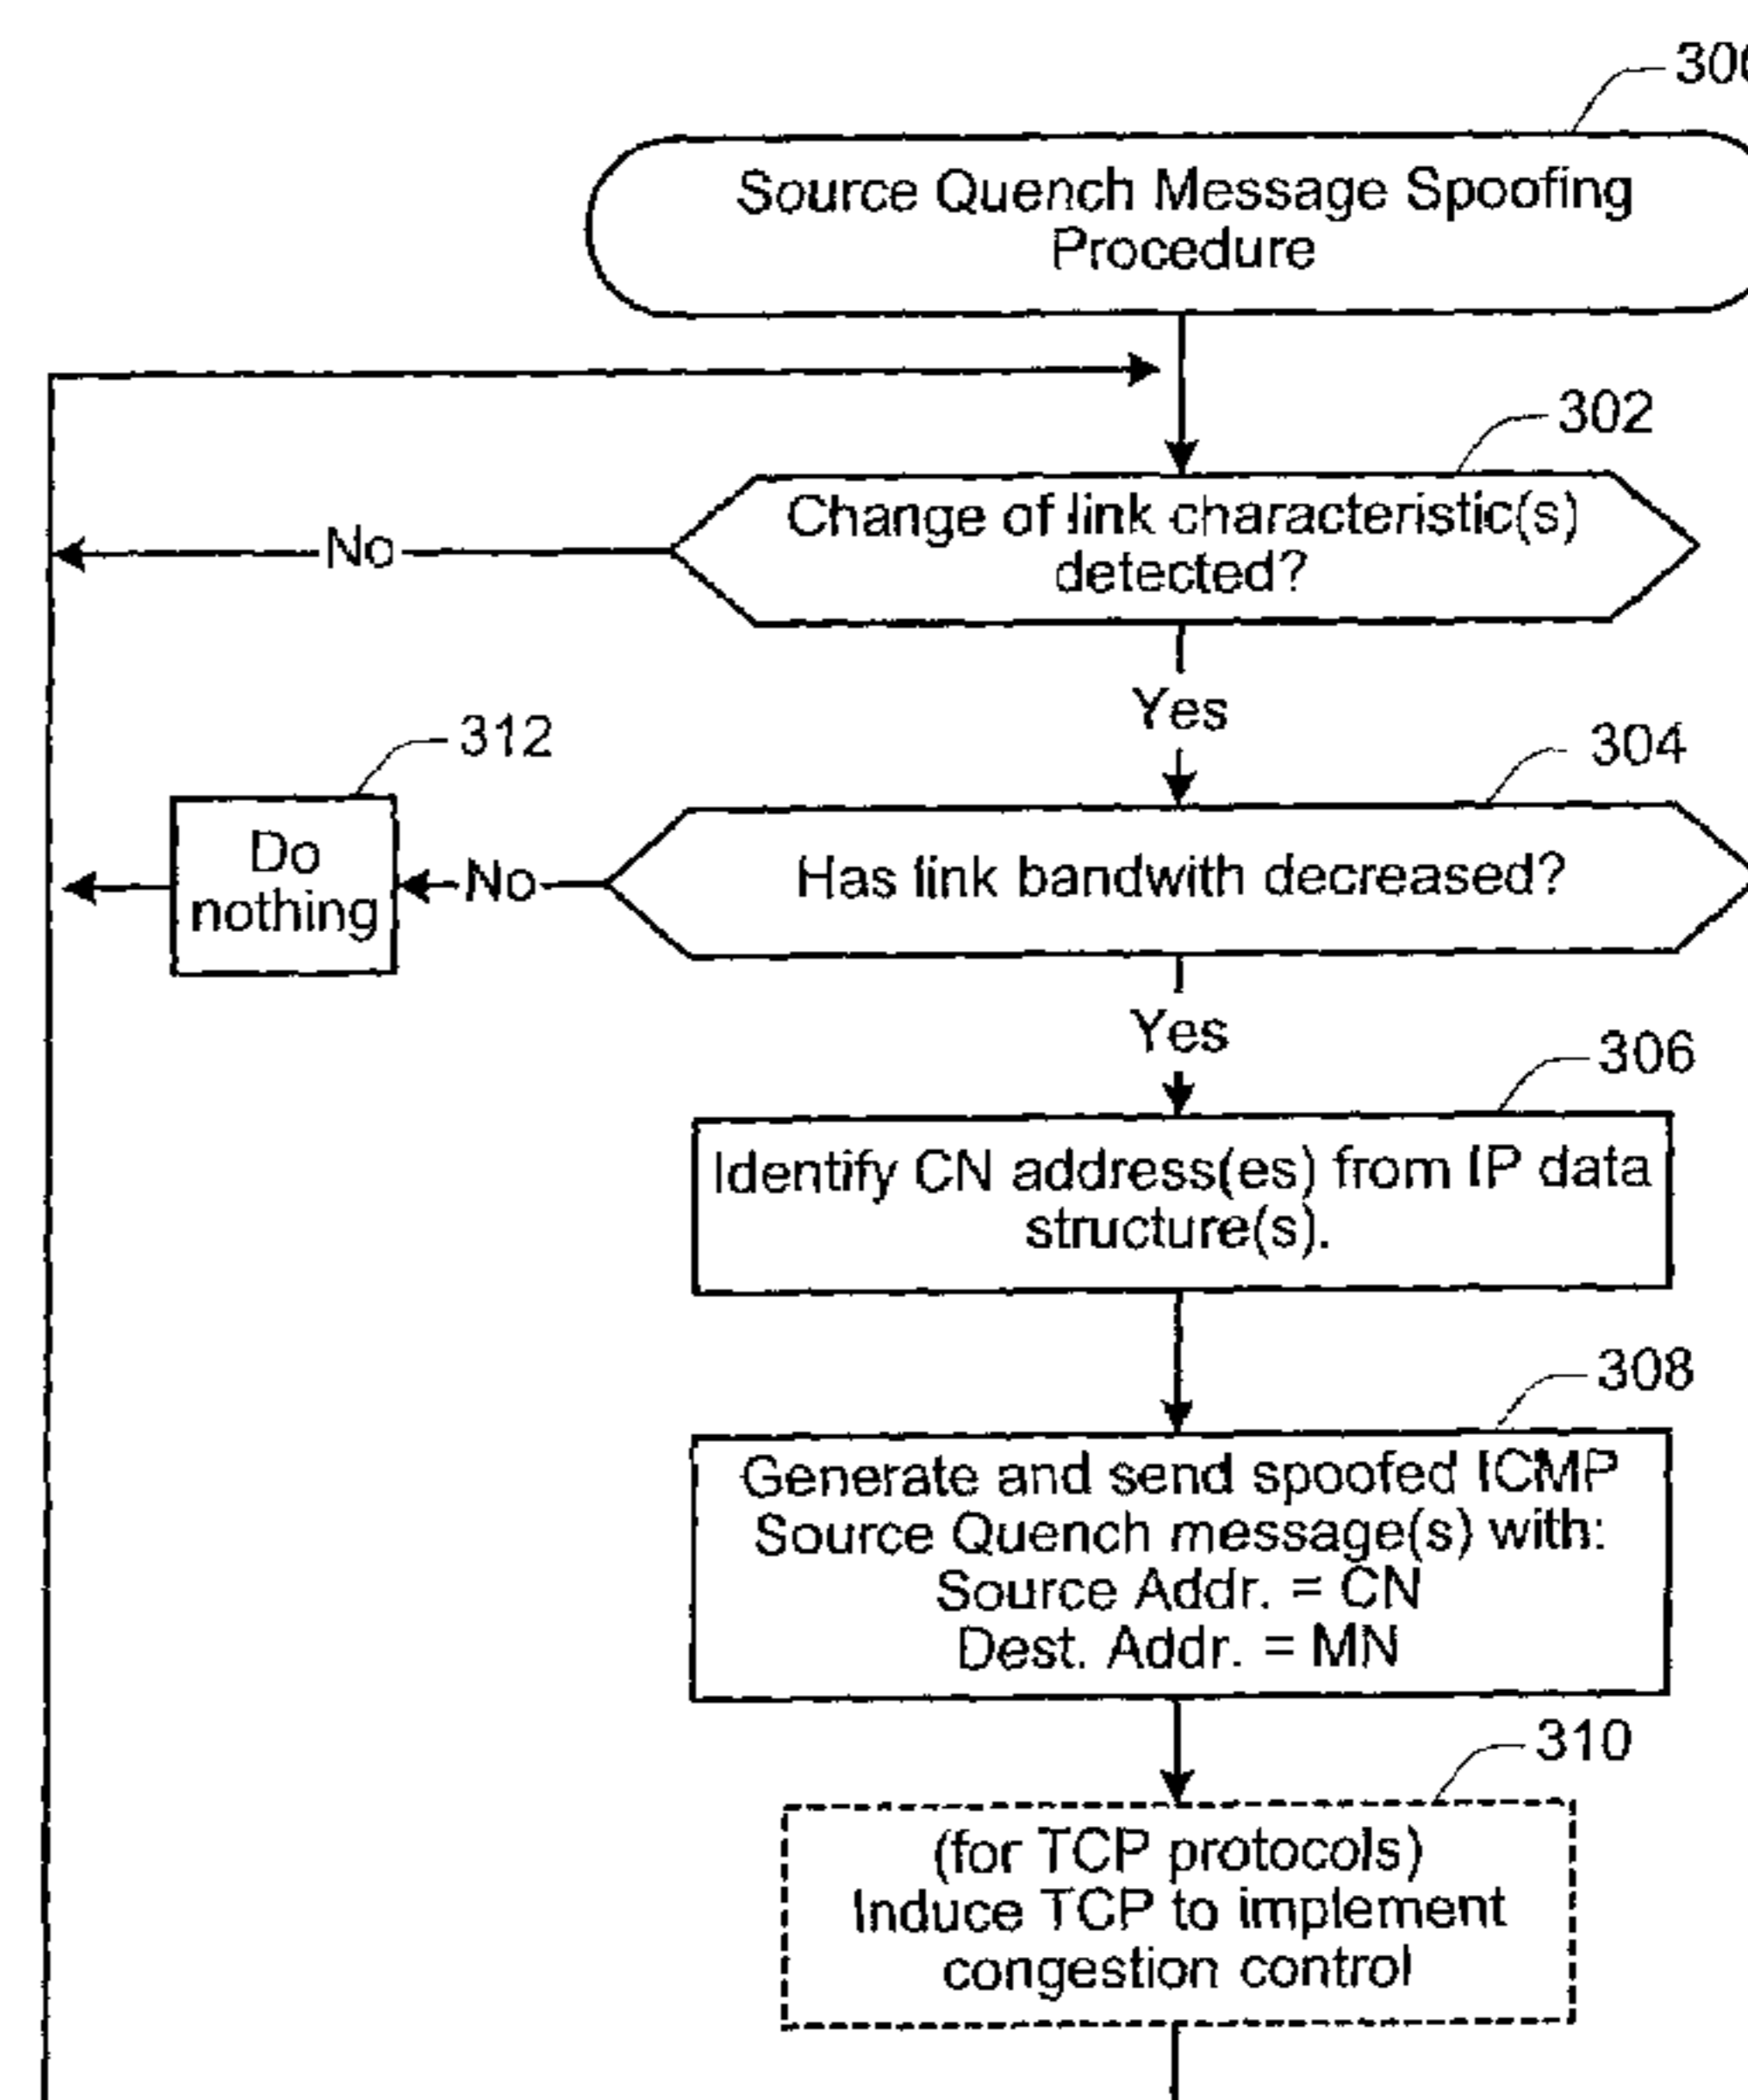 300
Source Quench Message Spoofing
Procedure
302
Change of link characteristic(s)
detected?
No
Yes
312
304
Do
nothing
No
Has link bandwith decreased?
Yes
306
Identify CN address(es) from IP data
structure(s).
308
Generate and send spoofed ICMP
Source Quench message(s) with:
Source Addr. = CN
Dest. Addr. = MN
310
(for TCP protocols)
Induce TCP to implement
congestion control